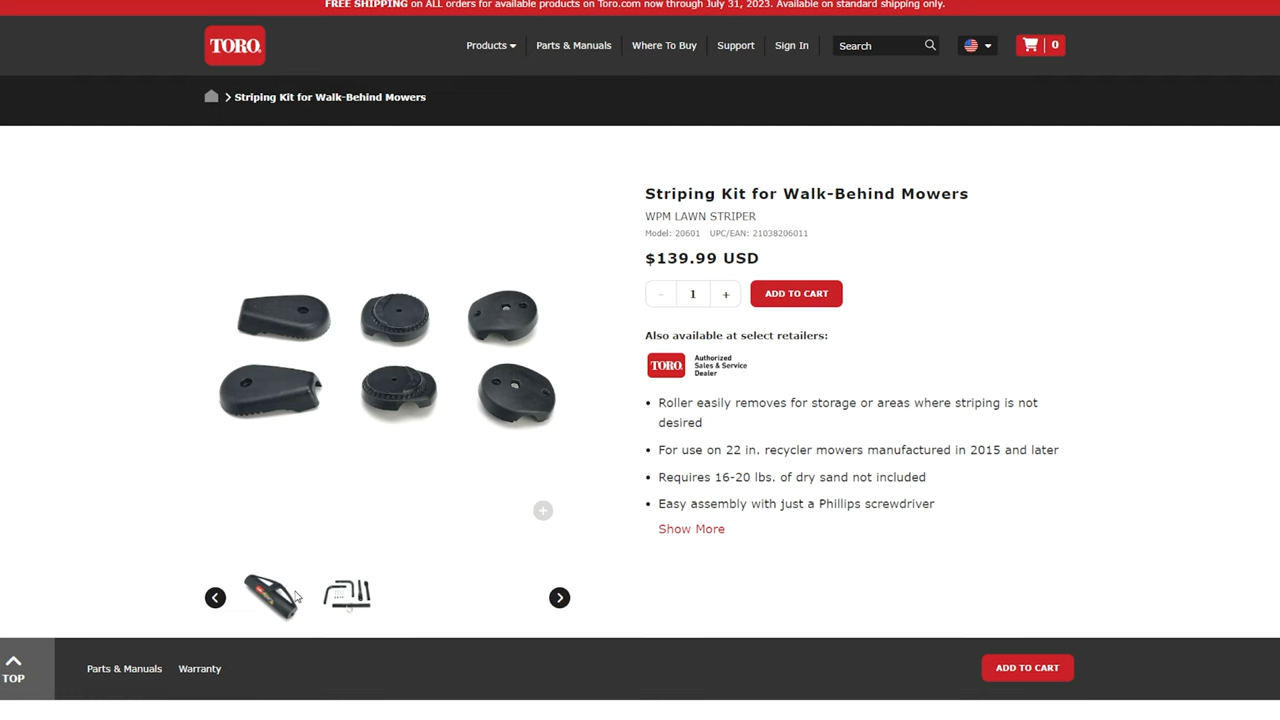 FREE SHIPPING on ALL orders for available products on Toro.com now through July 31, 2023. Available on standard shipping only.
TORO
Products
Parts & Manuals
Where To Buy
Support
Sign In
Search
0
Striping Kit for Walk-Behind Mowers
Striping Kit for Walk-Behind Mowers
WPM LAWN STRIPER
Model: 20601 UPC/EAN: 21038206011
$139.99 USD
- 1 + ADD TO CART
Also available at select retailers:
TORO
Authorized
Sales & Service
Dealer
• Roller easily removes for storage or areas where striping is not
desired
• For use on 22 in. recycler mowers manufactured in 2015 and later
• Requires 16-20 lbs. of dry sand not included
• Easy assembly with just a Phillips screwdriver
Show More
TOP
Parts & Manuals
Warranty
ADD TO CART